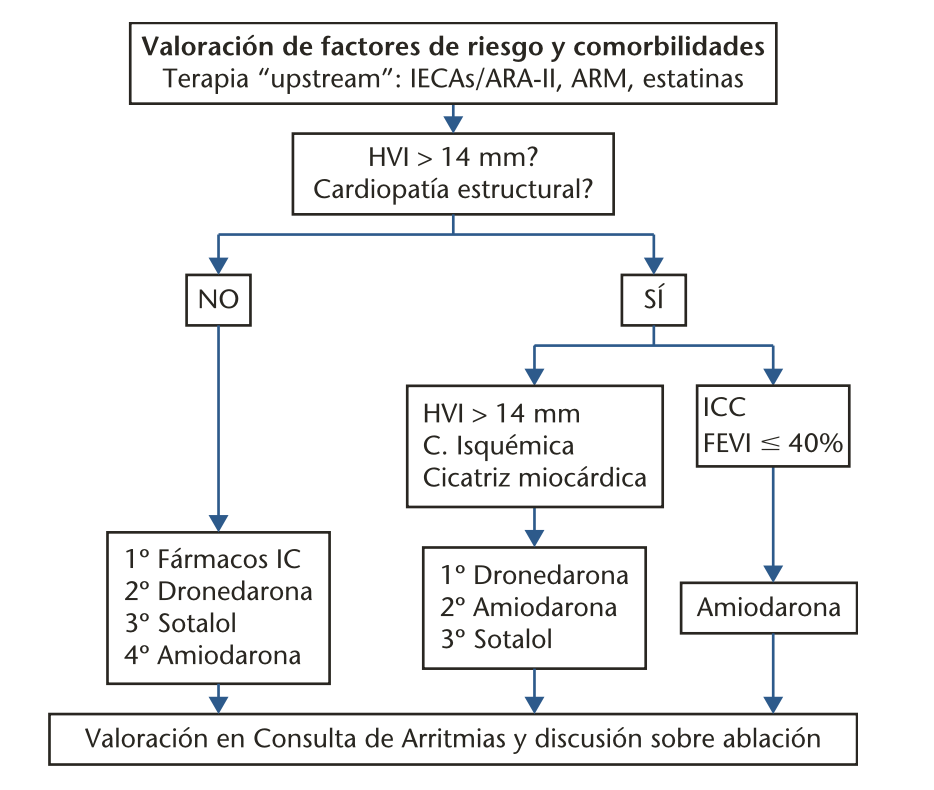 Valoración de factores de riesgo y comorbilidades
Terapia “upstream”: IECAs/ARA-II, ARM, estatinas
HVI > 14 mm?
Cardiopatía estructural?
NO
SÍ
HVI > 14 mm
C. Isquémica
Cicatriz miocárdica
ICC
FEVI ≤ 40%
1º Fármacos IC
2º Dronedarona
3º Sotalol
4º Amiodarona
1º Dronedarona
2º Amiodarona
3º Sotalol
Amiodarona
Valoración en Consulta de Arritmias y discusión sobre ablación